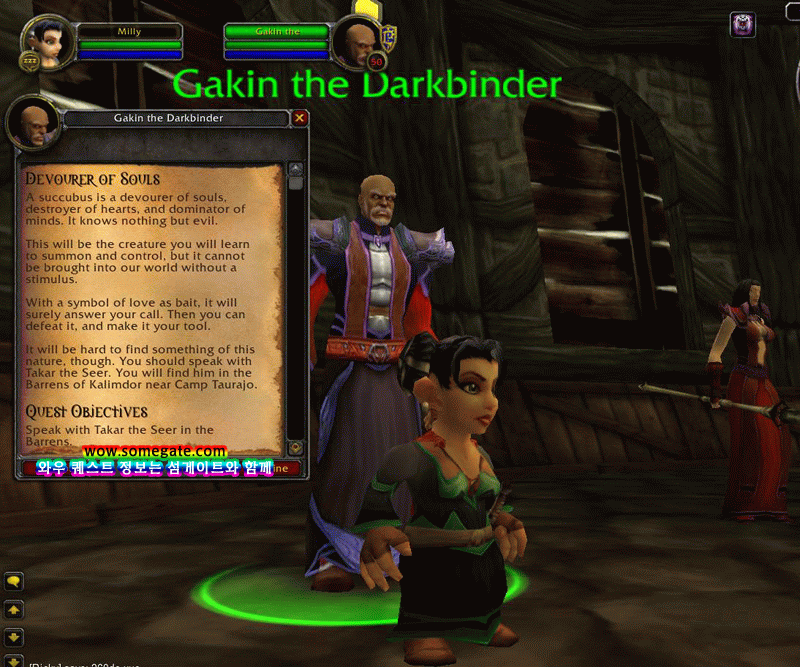 Milly
Gakin the
zzz
50
Gakin the Darkbinder
Gakin the Darkbinder
Devourer of Souls
A succubus is a devourer of souls,
destroyer of hearts, and dominator of
minds. It knows nothing but evil.
This will be the creature you will learn
to summon and control, but it cannot
be brought into our world without a
stimulus.
With a symbol of love as bait, it will
surely answer your call. Then you can
defeat it, and make it your tool.
It will be hard to find something of this
nature, though. You should speak with
Takar the Seer. You will find him in the
Barrens of Kalimdor near Camp Taurajo.
Quest Objectives
Speak with Takar the Seer in the
Barrens.
wow.somegate.com
와우 퀘스트 정보는 섬게이트와 함께